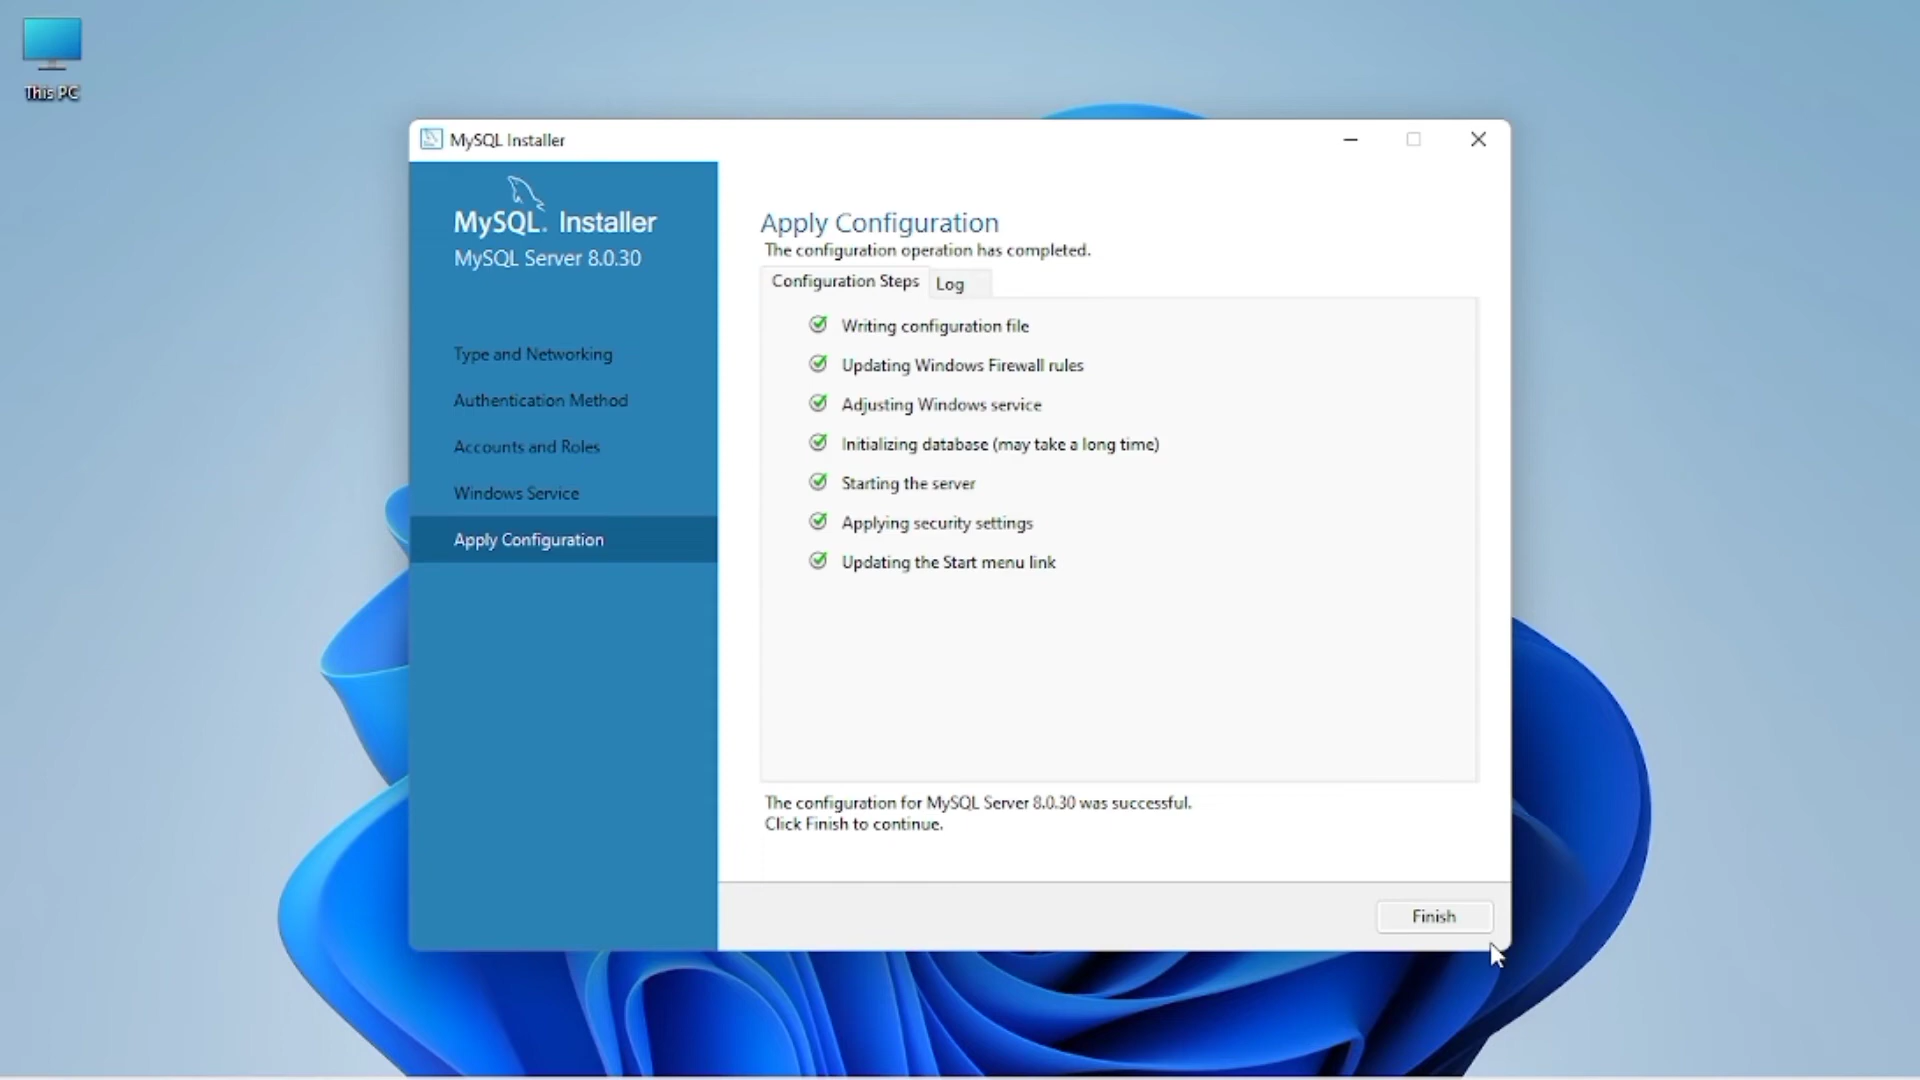 This PC
MySQL Installer
MySQL. Installer
MySQL Server 8.0.30
Type and Networking
Authentication Method
Accounts and Roles
Windows Service
Apply Configuration
Apply Configuration
The configuration operation has completed.
Configuration Steps
Log
Writing configuration file
Updating Windows Firewall rules
Adjusting Windows service
Initializing database (may take a long time)
Starting the server
Applying security settings
Updating the Start menu link
The configuration for MySQL Server 8.0.30 was successful.
Click Finish to continue.
Finish